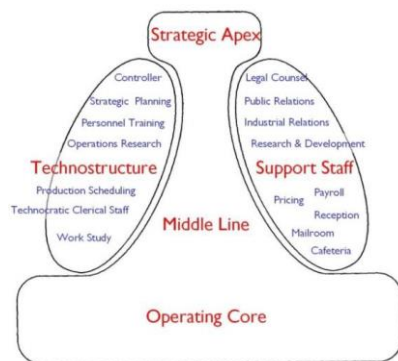 Strategic Apex
Controller
Strategic Planning
Personnel Training
Operations Research
Technostructure
Production Scheduling
Technocratic Clerical Staff
Work Study
Legal Counsel
Public Relations
Industrial Relations
Research & Development
Support Staff
Pricing
Payroll
Reception
Mailroom
Cafeteria
Middle Line
Operating Core